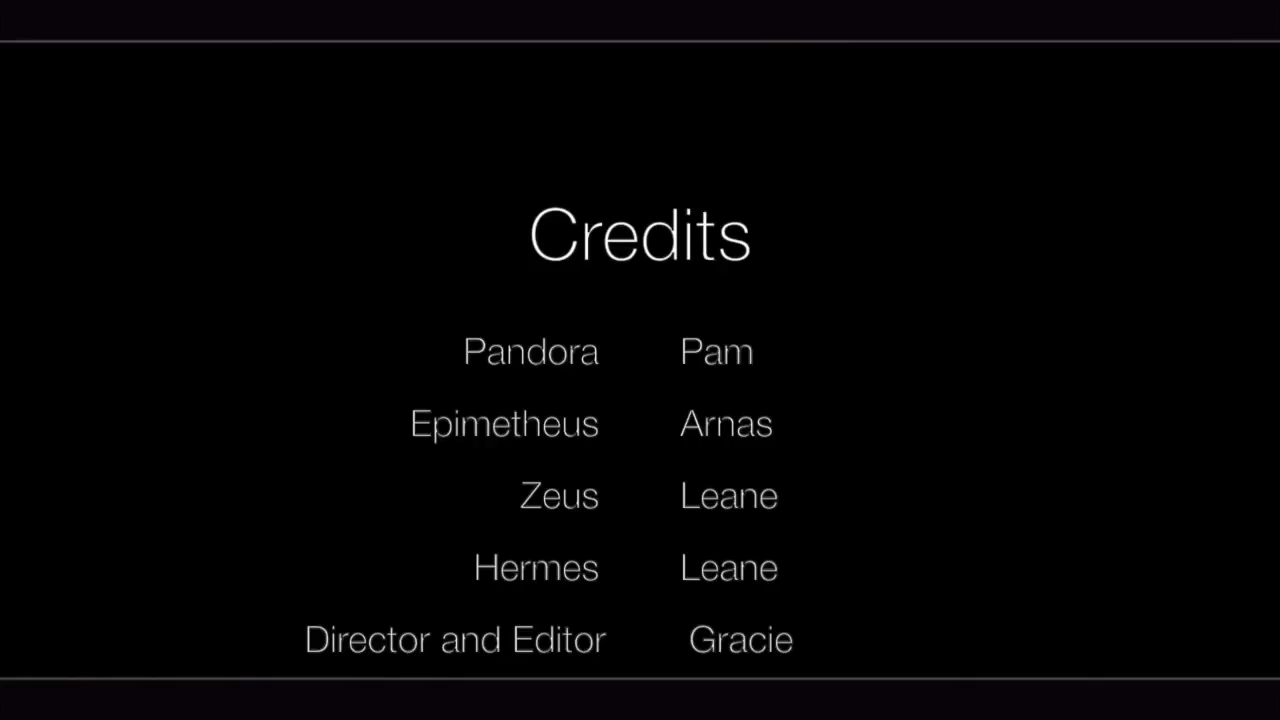 Credits
Pandora Pam
Epimetheus Arnas
Zeus Leane
Hermes Leane
Director and Editor Gracie